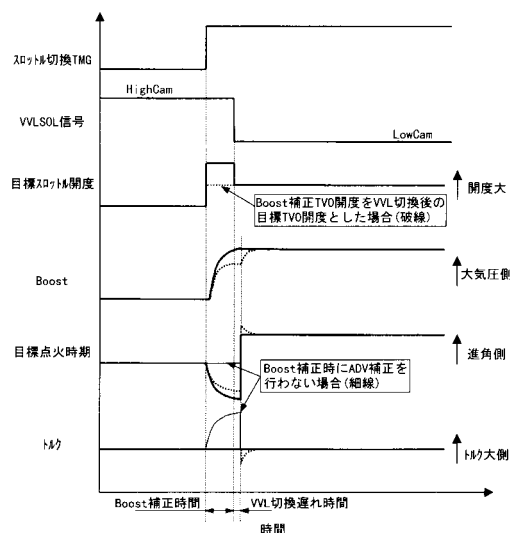 スロットル切換TMG
HighCam
VVLSOL信号
LowCam
目標スロットル開度
開度大
Boost補正TVO開度をVVL切換後の
目標TVO開度とした場合(破線)
Boost
大気圧側
目標点火時期
進角側
Boost補正時にADV補正を
行わない場合(細線)
トルク
トルク大側
Boost補正時間
VVL切換遅れ時間
時間